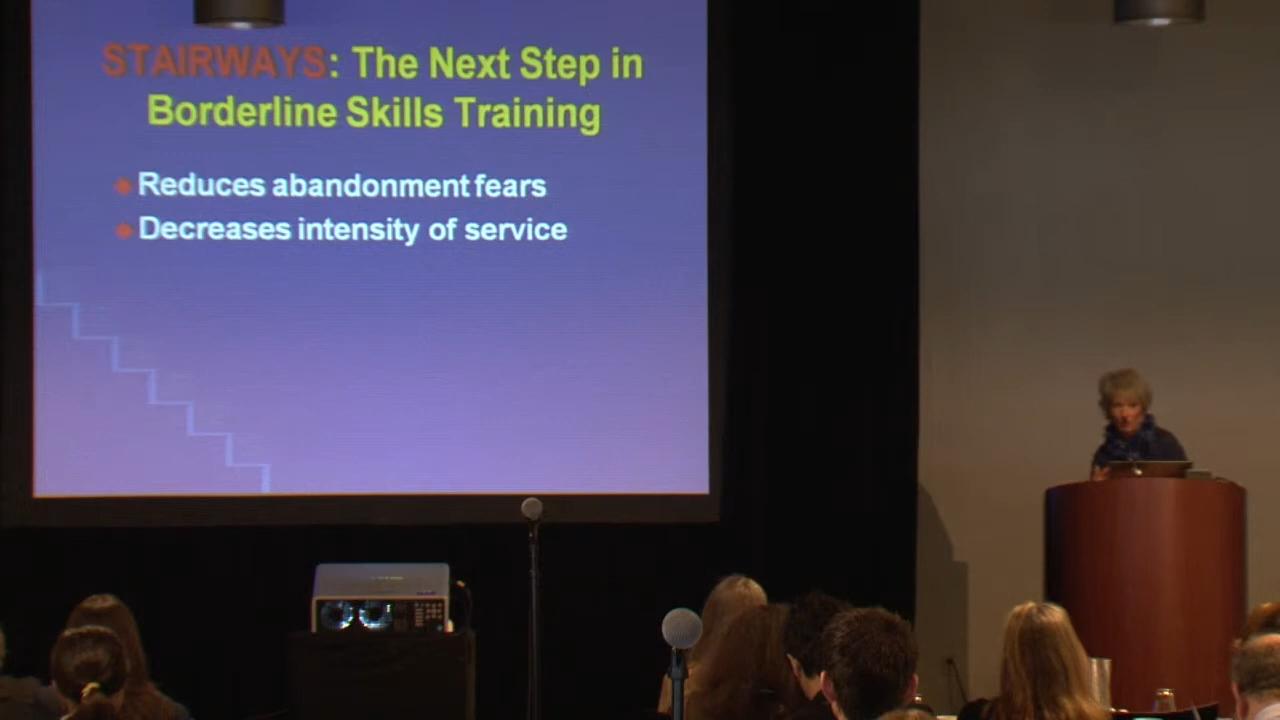 STAIRWAYS: The Next Step in
Borderline Skills Training
Reduces abandonment fears
Decreases intensity of service